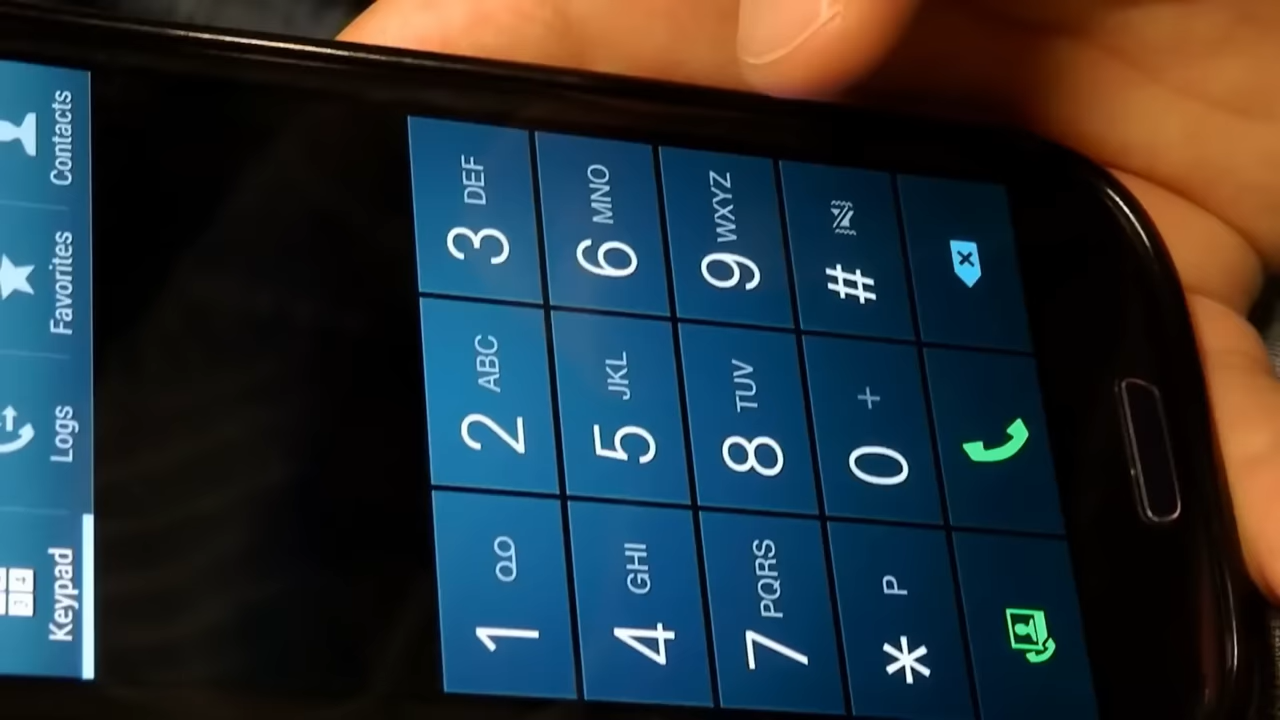 Keypad Logs Favorites Contacts
1 2 ABC 3 DEF
4 GHI 5 JKL 6 MNO
7 PQRS 8 TUV 9 WXYZ
* P 0 + #